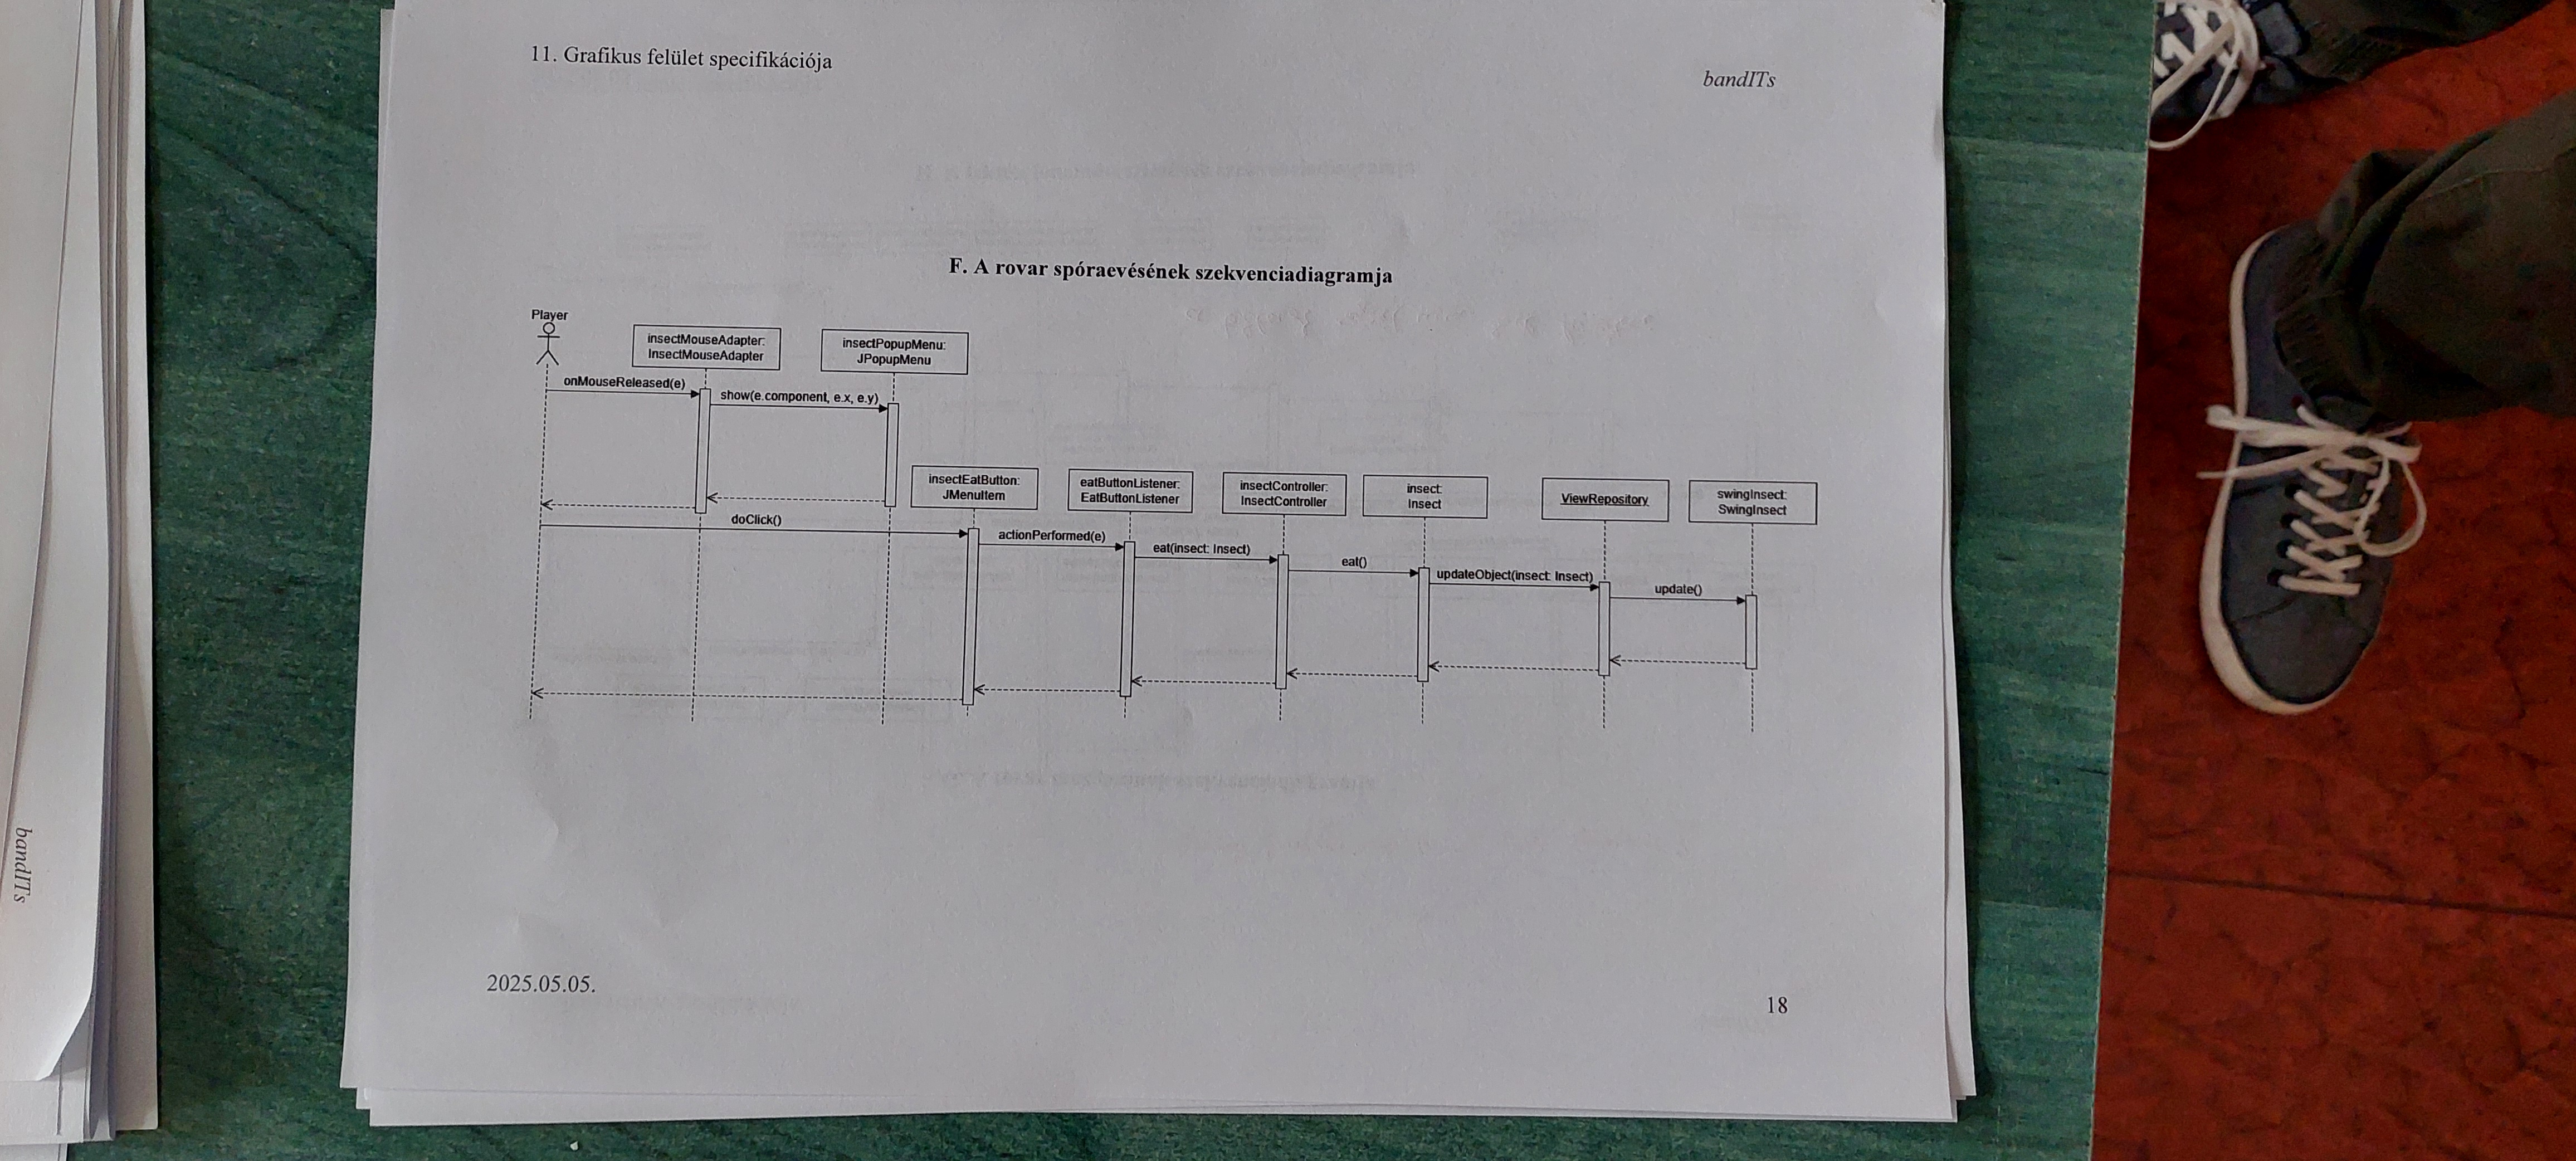 bandITs
11. Grafikus felület specifikációja
bandITs
F. A rovar spóraevésének szekvenciadiagramja
Player
insectMouseAdapter:
InsectMouseAdapter
insectPopupMenu:
JPopupMenu
onMouseReleased(e)
show(e.component, e.x, e.y)
insectEatButton:
JMenuItem
eatButtonListener:
EatButtonListener
insectController:
InsectController
insect:
Insect
ViewRepository
swingInsect:
SwingInsect
doClick()
actionPerformed(e)
eat(insect: Insect)
eat()
updateObject(insect: Insect)
update()
2025.05.05.
18